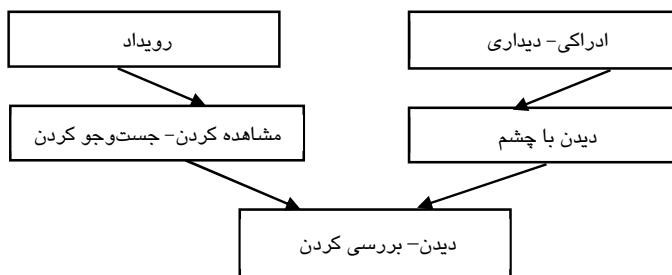 ادراکی– دیداری
رویداد
دیدن با چشم
مشاهده کردن– جست‌وجو کردن
دیدن– بررسی کردن